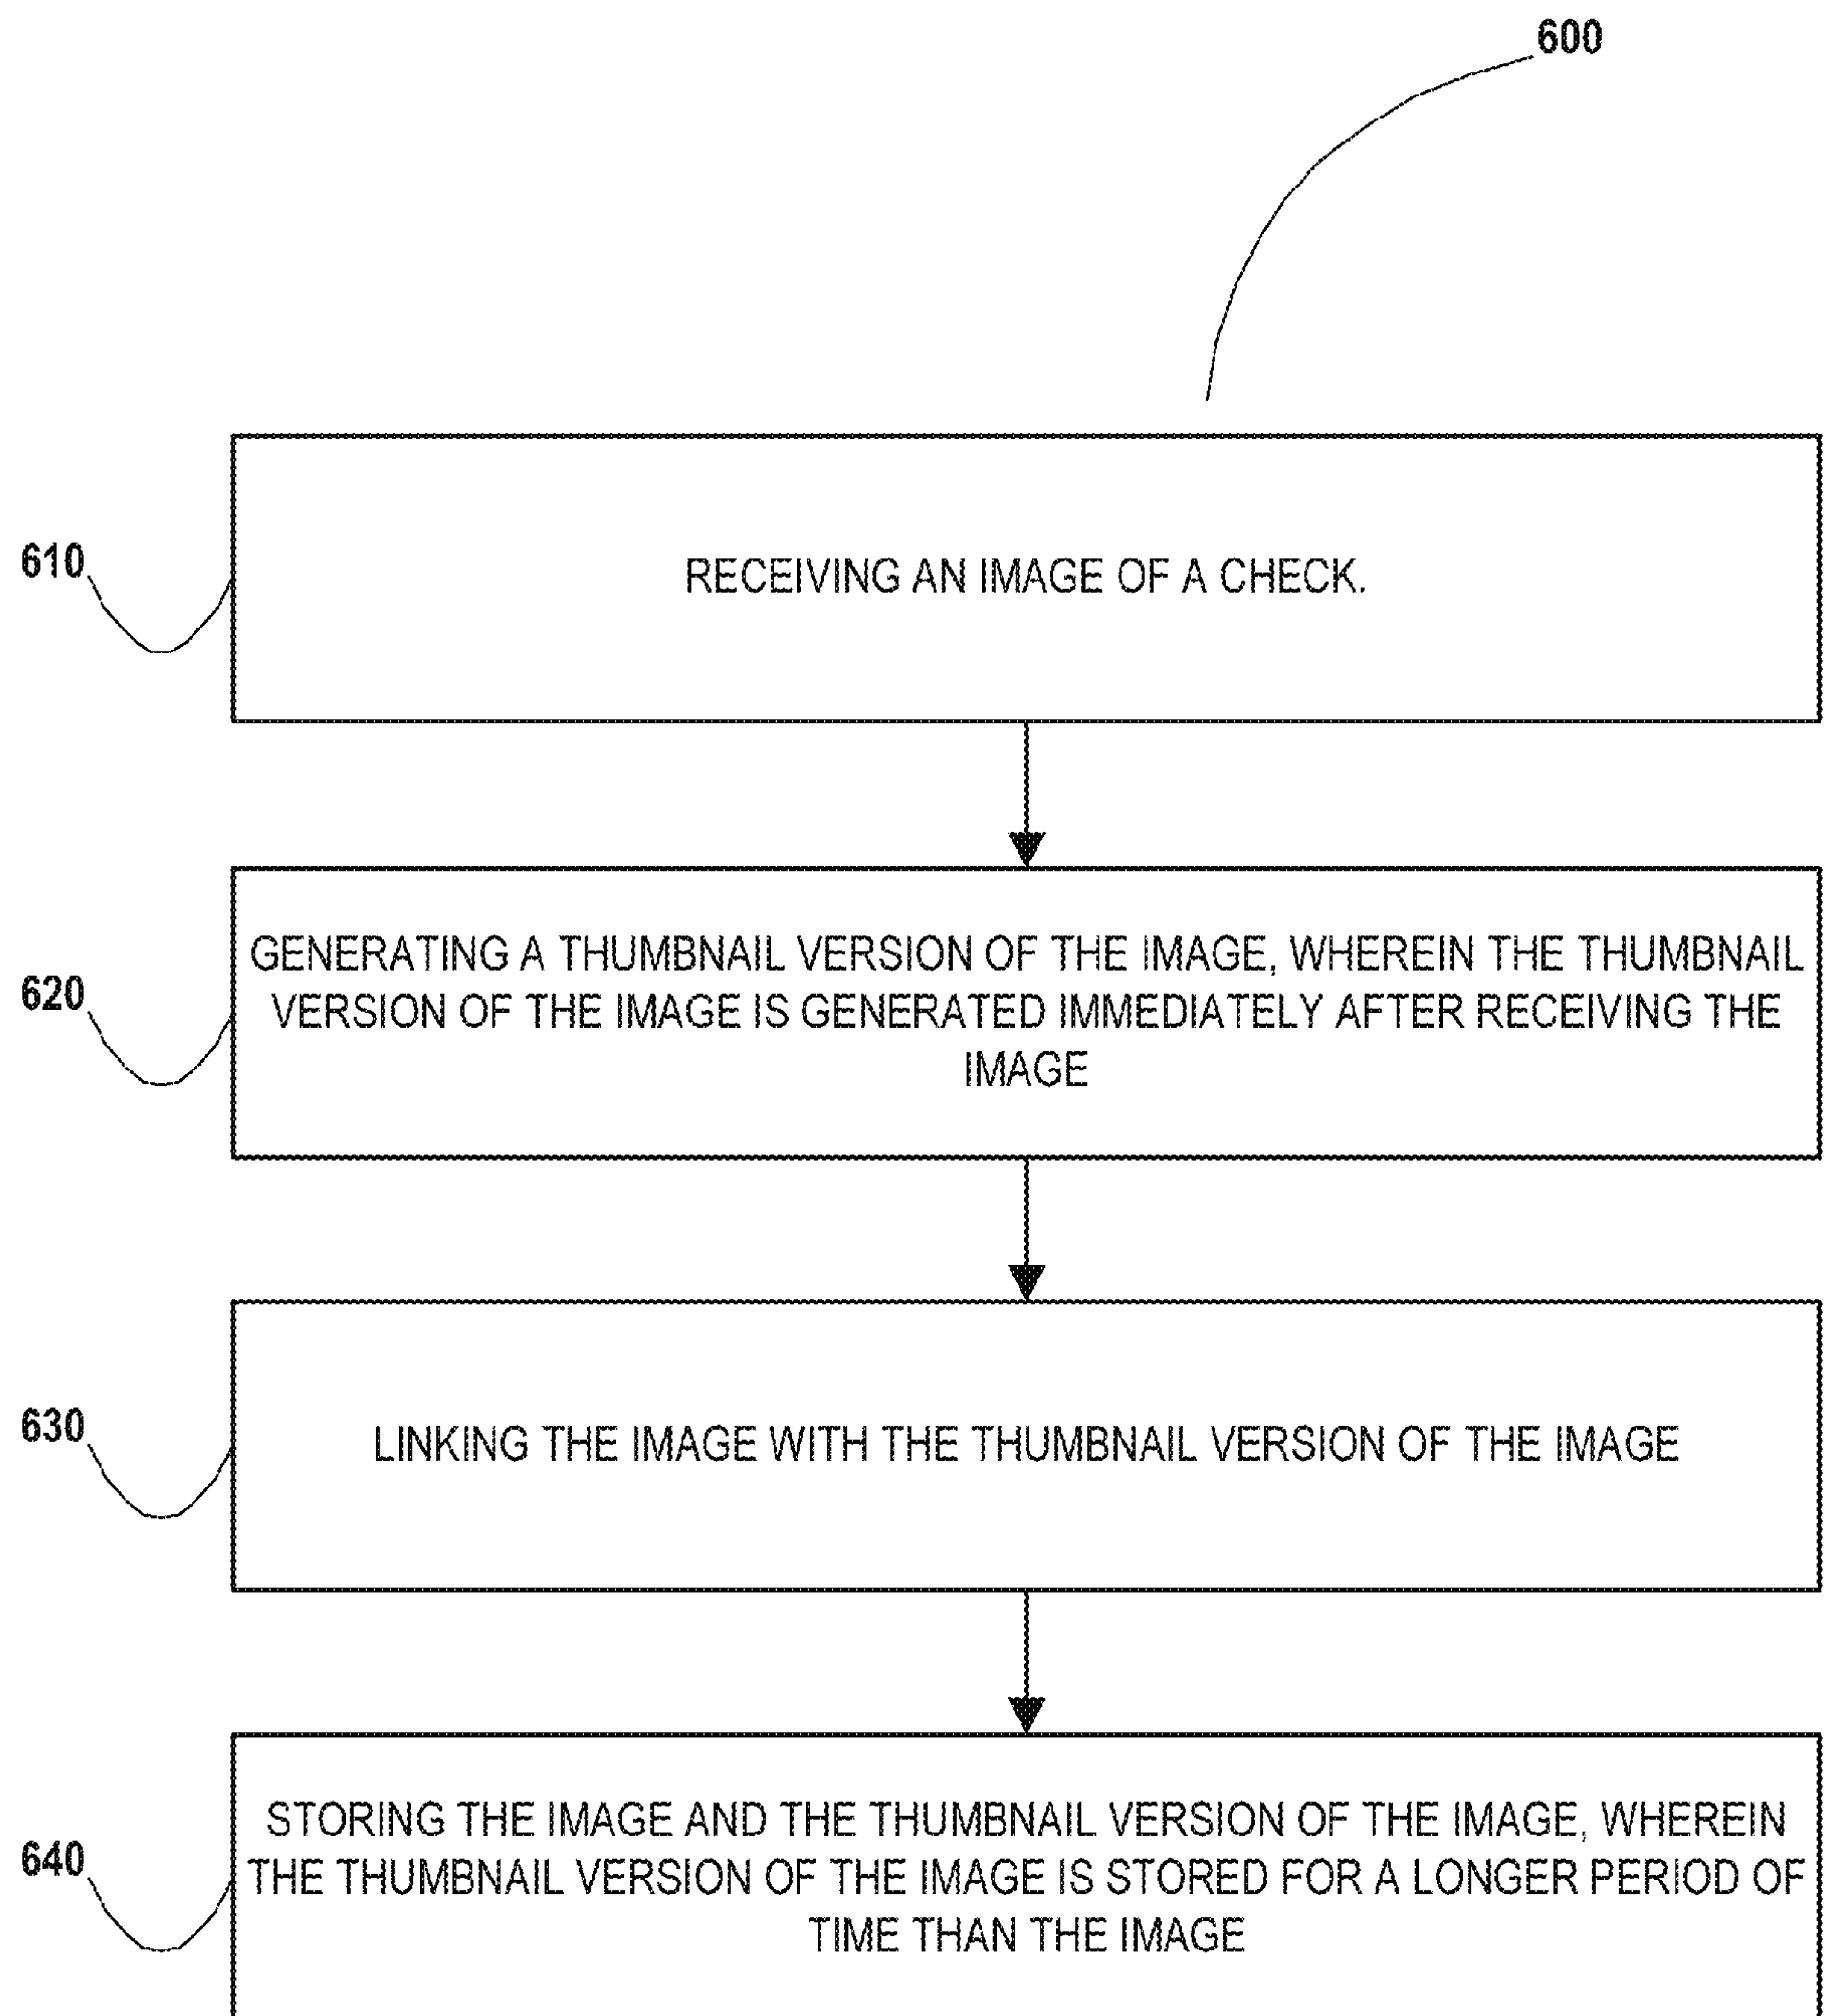 600
610
RECEIVING AN IMAGE OF A CHECK.
620
GENERATING A THUMBNAIL VERSION OF THE IMAGE, WHEREIN THE THUMBNAIL
VERSION OF THE IMAGE IS GENERATED IMMEDIATELY AFTER RECEIVING THE
IMAGE
630
LINKING THE IMAGE WITH THE THUMBNAIL VERSION OF THE IMAGE
640
STORING THE IMAGE AND THE THUMBNAIL VERSION OF THE IMAGE, WHEREIN
THE THUMBNAIL VERSION OF THE IMAGE IS STORED FOR A LONGER PERIOD OF
TIME THAN THE IMAGE